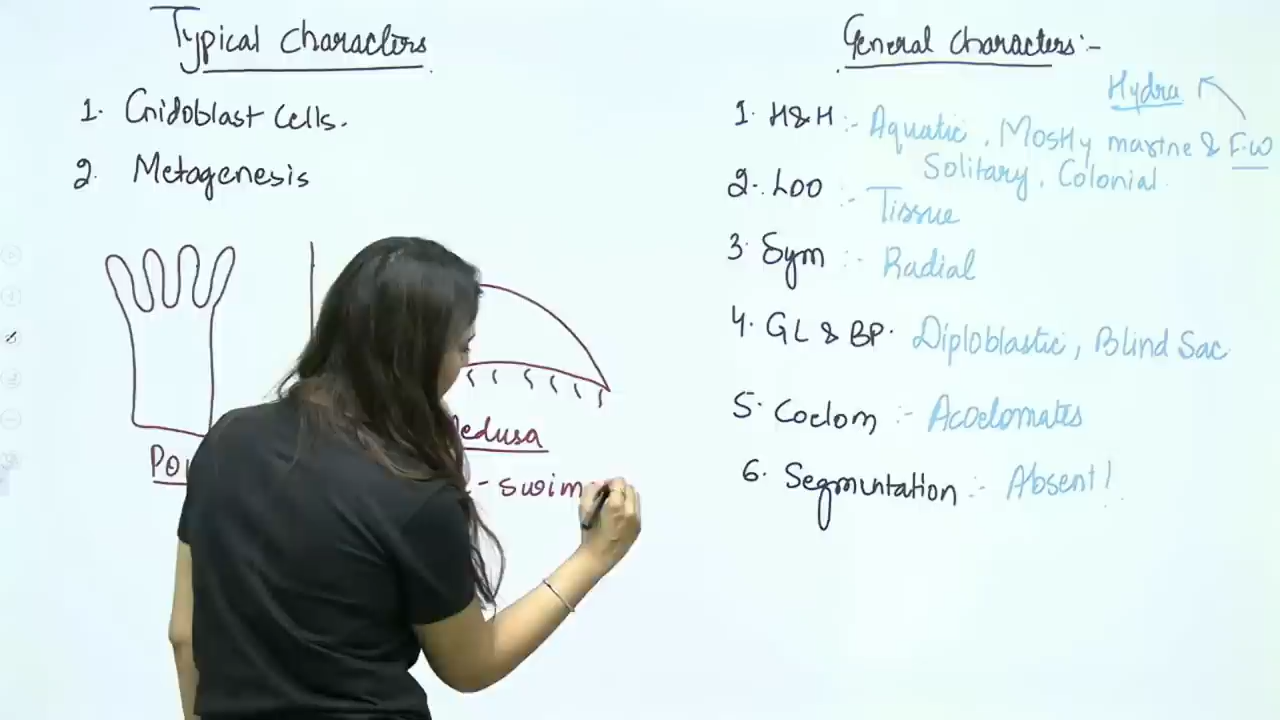 Typical Characters
1. Cnidoblast Cells.
2. Metagenesis
Medusa
- swim
General Characters:-
Hydra
1. H&H :- Aquatic, Mostly marine & F.W
Solitary, Colonial
2. LOO :- Tissue
3. Sym :- Radial
4. GL & BP. Diploblastic, Blind Sac
5. Coelom :- Acoelomates
6. Segmentation :- Absent!